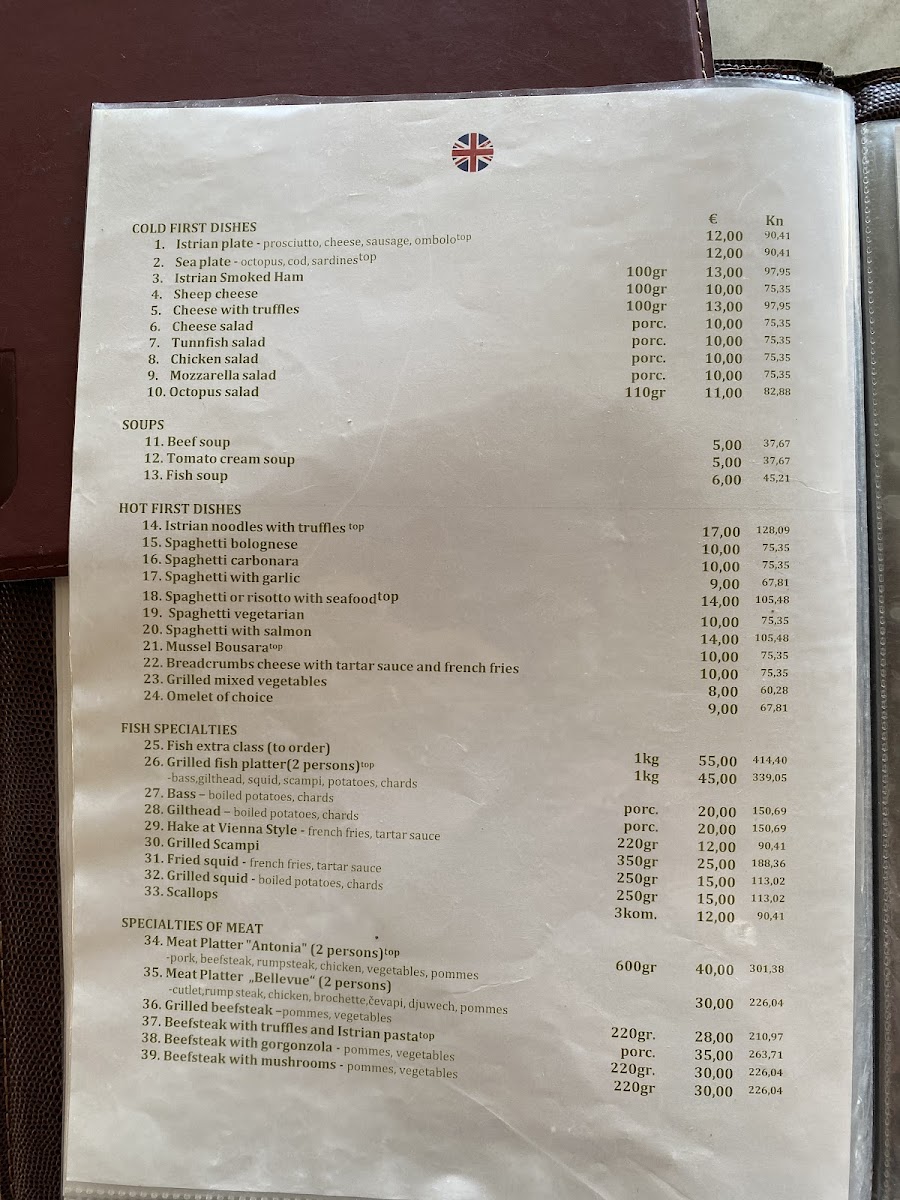 € Kn
COLD FIRST DISHES
1. Istrian plate - prosciutto, cheese, sausage, ombolo top 12,00 90,41
2. Sea plate - octopus, cod, sardines top 12,00 90,41
3. Istrian Smoked Ham 100gr 13,00 97,95
4. Sheep cheese 100gr 10,00 75,35
5. Cheese with truffles 100gr 13,00 97,95
6. Cheese salad porc. 10,00 75,35
7. Tunnfish salad porc. 10,00 75,35
8. Chicken salad porc. 10,00 75,35
9. Mozzarella salad porc. 10,00 75,35
10. Octopus salad 110gr 11,00 82,88
SOUPS
11. Beef soup 5,00 37,67
12. Tomato cream soup 5,00 37,67
13. Fish soup 6,00 45,21
HOT FIRST DISHES
14. Istrian noodles with truffles top 17,00 128,09
15. Spaghetti bolognese 10,00 75,35
16. Spaghetti carbonara 10,00 75,35
17. Spaghetti with garlic 9,00 67,81
18. Spaghetti or risotto with seafood top 14,00 105,48
19. Spaghetti vegetarian 10,00 75,35
20. Spaghetti with salmon 14,00 105,48
21. Mussel Bousara top 10,00 75,35
22. Breadcrumbs cheese with tartar sauce and french fries 10,00 75,35
23. Grilled mixed vegetables 8,00 60,28
24. Omelet of choice 9,00 67,81
FISH SPECIALTIES
25. Fish extra class (to order) 1kg 55,00 414,40
26. Grilled fish platter(2 persons) top 1kg 45,00 339,05
-bass,gilthead, squid, scampi, potatoes, chards
27. Bass – boiled potatoes, chards porc. 20,00 150,69
28. Gilthead – boiled potatoes, chards porc. 20,00 150,69
29. Hake at Vienna Style - french fries, tartar sauce 220gr 12,00 90,41
30. Grilled Scampi 350gr 25,00 188,36
31. Fried squid - french fries, tartar sauce 250gr 15,00 113,02
32. Grilled squid - boiled potatoes, chards 250gr 15,00 113,02
33. Scallops 3kom. 12,00 90,41
SPECIALTIES OF MEAT
34. Meat Platter "Antonia" (2 persons) top 600gr 40,00 301,38
-pork, beefsteak, rumpsteak, chicken, vegetables, pommes
35. Meat Platter „Bellevue“ (2 persons) 30,00 226,04
-cutlet,rump steak, chicken, brochette,čevapi, djuwech, pommes
36. Grilled beefsteak –pommes, vegetables 220gr. 28,00 210,97
37. Beefsteak with truffles and Istrian pasta top porc. 35,00 263,71
38. Beefsteak with gorgonzola - pommes, vegetables 220gr. 30,00 226,04
39. Beefsteak with mushrooms - pommes, vegetables 220gr 30,00 226,04